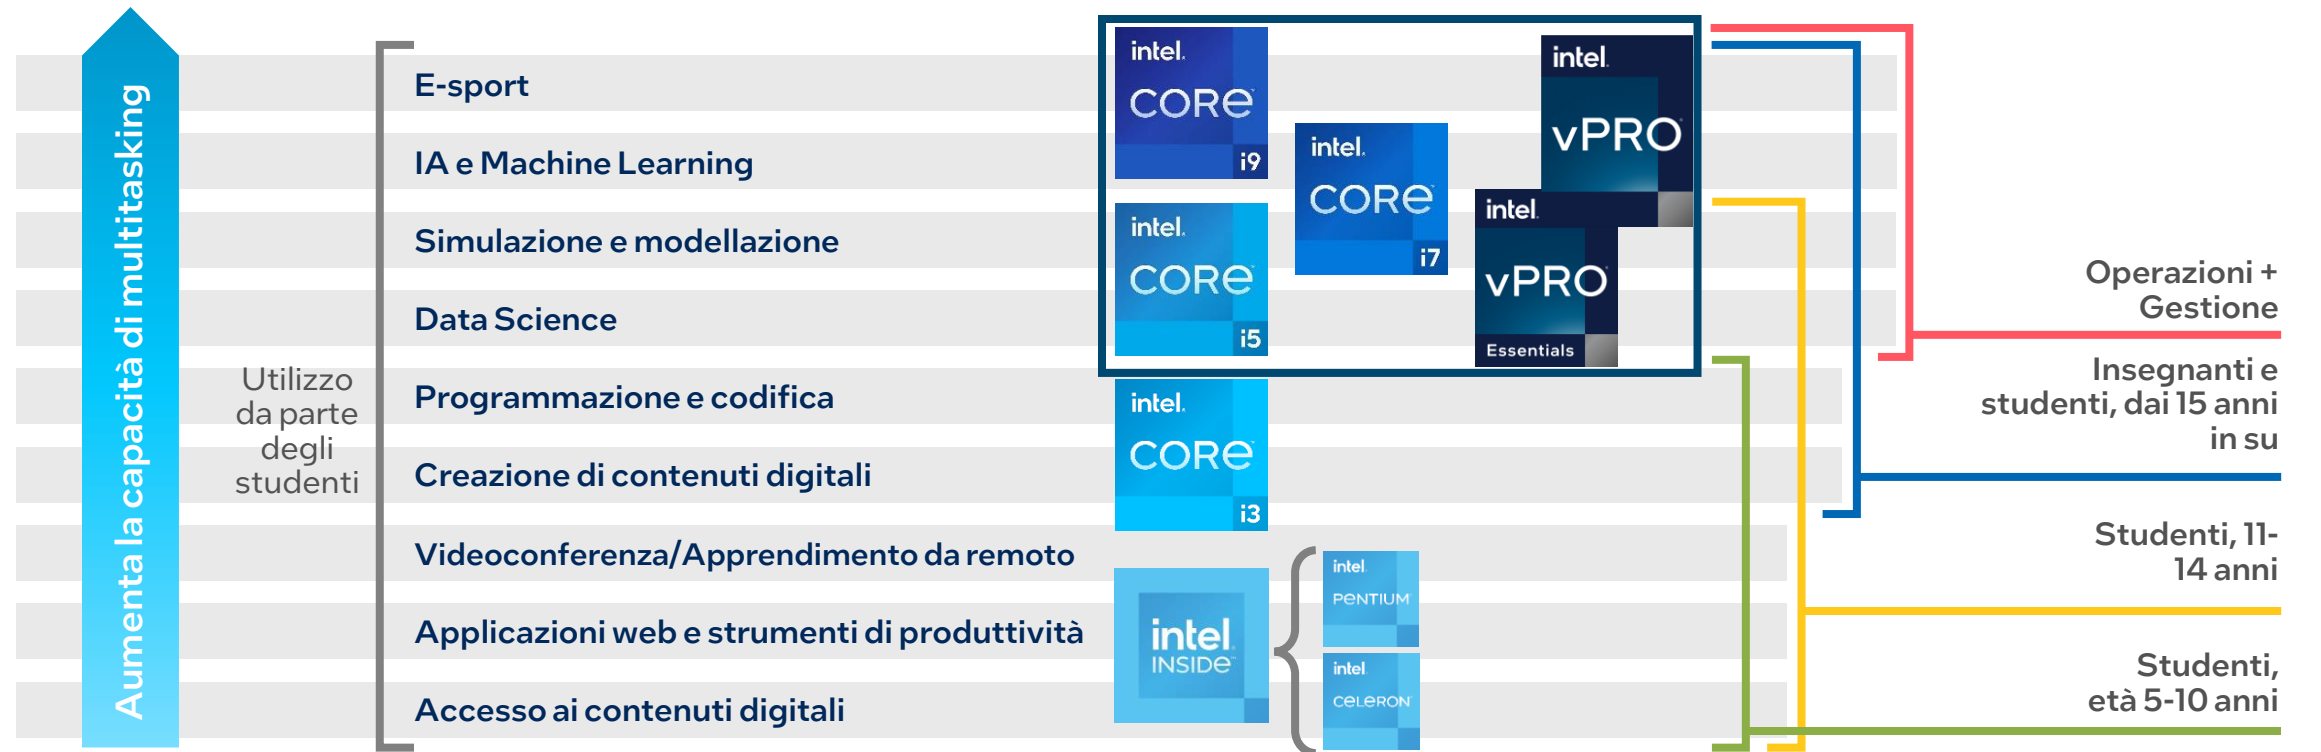 Aumenta la capacità di multitasking
Utilizzo
da parte
degli
studenti
E-sport
IA e Machine Learning
Simulazione e modellazione
Data Science
Programmazione e codifica
Creazione di contenuti digitali
Videoconferenza/Apprendimento da remoto
Applicazioni web e strumenti di produttività
Accesso ai contenuti digitali
intel.
CORe
i9
intel.
CORe
i7
intel.
vPRO
intel.
CORe
i5
intel.
vPRO
Essentials
intel.
CORe
i3
intel.
INSIDe™
intel.
PeNTIUM
intel.
CeLeRON
Operazioni +
Gestione
Insegnanti e
studenti, dai 15 anni
in su
Studenti, 11-
14 anni
Studenti,
età 5-10 anni